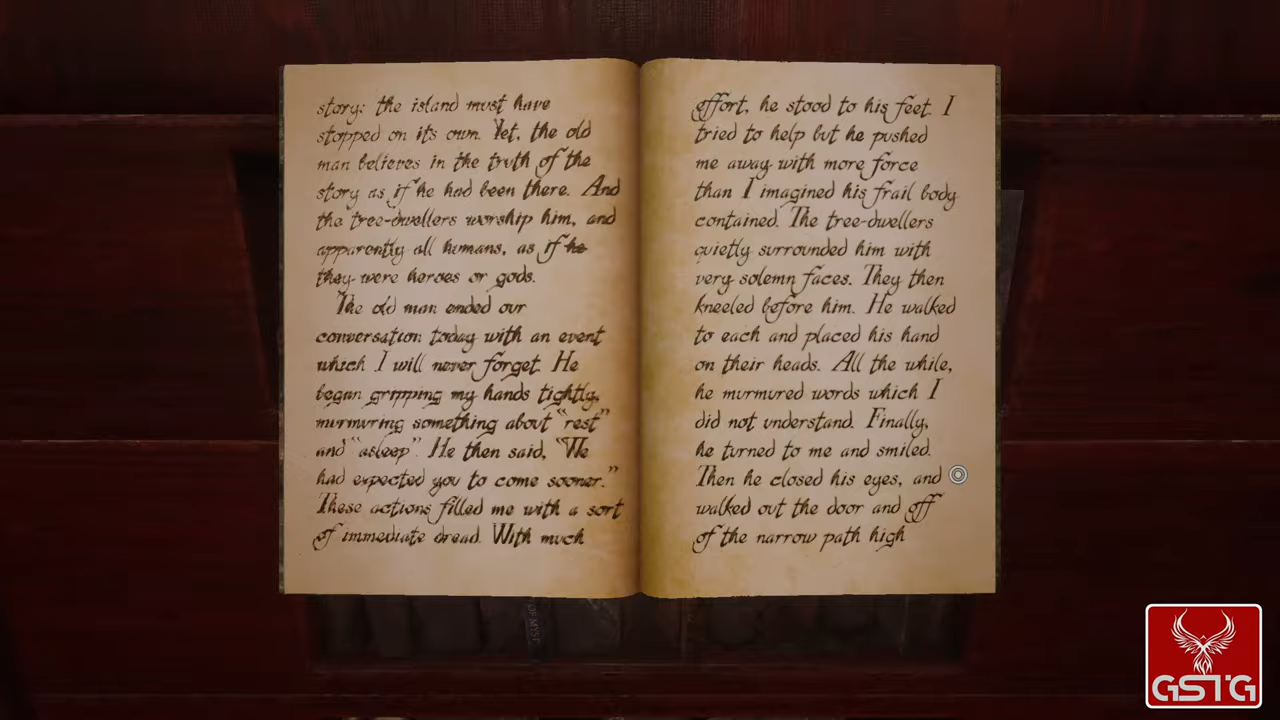 story: the island must have
stopped on its own. Yet, the old
man believes in the truth of the
story as if he had been there. And
the tree-dwellers worship him, and
apparently all humans, as if he
they were heroes or gods.
The old man ended our
conversation today with an event
which I will never forget. He
began gripping my hands tightly,
murmuring something about "rest"
and "asleep". He then said, "We
had expected you to come sooner."
These actions filled me with a sort
of immediate dread. With much
effort, he stood to his feet. I
tried to help but he pushed
me away with more force
than I imagined his frail body
contained. The tree-dwellers
quietly surrounded him with
very solemn faces. They then
kneeled before him. He walked
to each and placed his hand
on their heads. All the while,
he murmured words which I
did not understand. Finally,
he turned to me and smiled.
Then he closed his eyes, and
walked out the door and off
of the narrow path high
OF MYST
GSTG